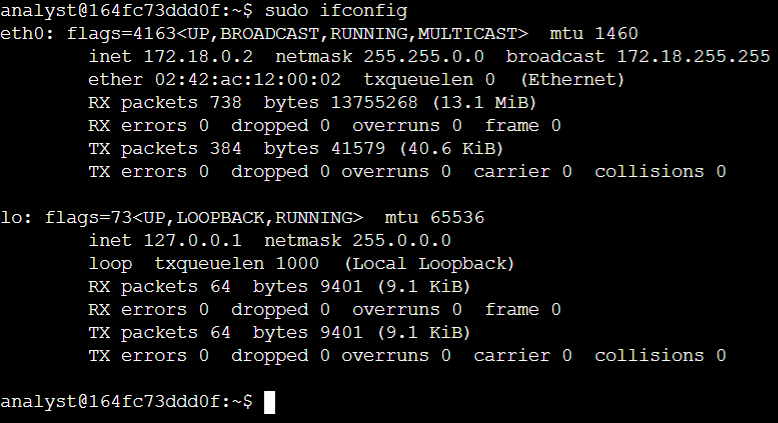 analyst@164fc73ddd0f:~$ sudo ifconfig
eth0: flags=4163<UP,BROADCAST,RUNNING,MULTICAST>  mtu 1460
        inet 172.18.0.2  netmask 255.255.0.0  broadcast 172.18.255.255
        ether 02:42:ac:12:00:02  txqueuelen 0  (Ethernet)
        RX packets 738  bytes 13755268 (13.1 MiB)
        RX errors 0  dropped 0  overruns 0  frame 0
        TX packets 384  bytes 41579 (40.6 KiB)
        TX errors 0  dropped 0 overruns 0  carrier 0  collisions 0

lo: flags=73<UP,LOOPBACK,RUNNING>  mtu 65536
        inet 127.0.0.1  netmask 255.0.0.0
        loop  txqueuelen 1000  (Local Loopback)
        RX packets 64  bytes 9401 (9.1 KiB)
        RX errors 0  dropped 0  overruns 0  frame 0
        TX packets 64  bytes 9401 (9.1 KiB)
        TX errors 0  dropped 0 overruns 0  carrier 0  collisions 0

analyst@164fc73ddd0f:~$